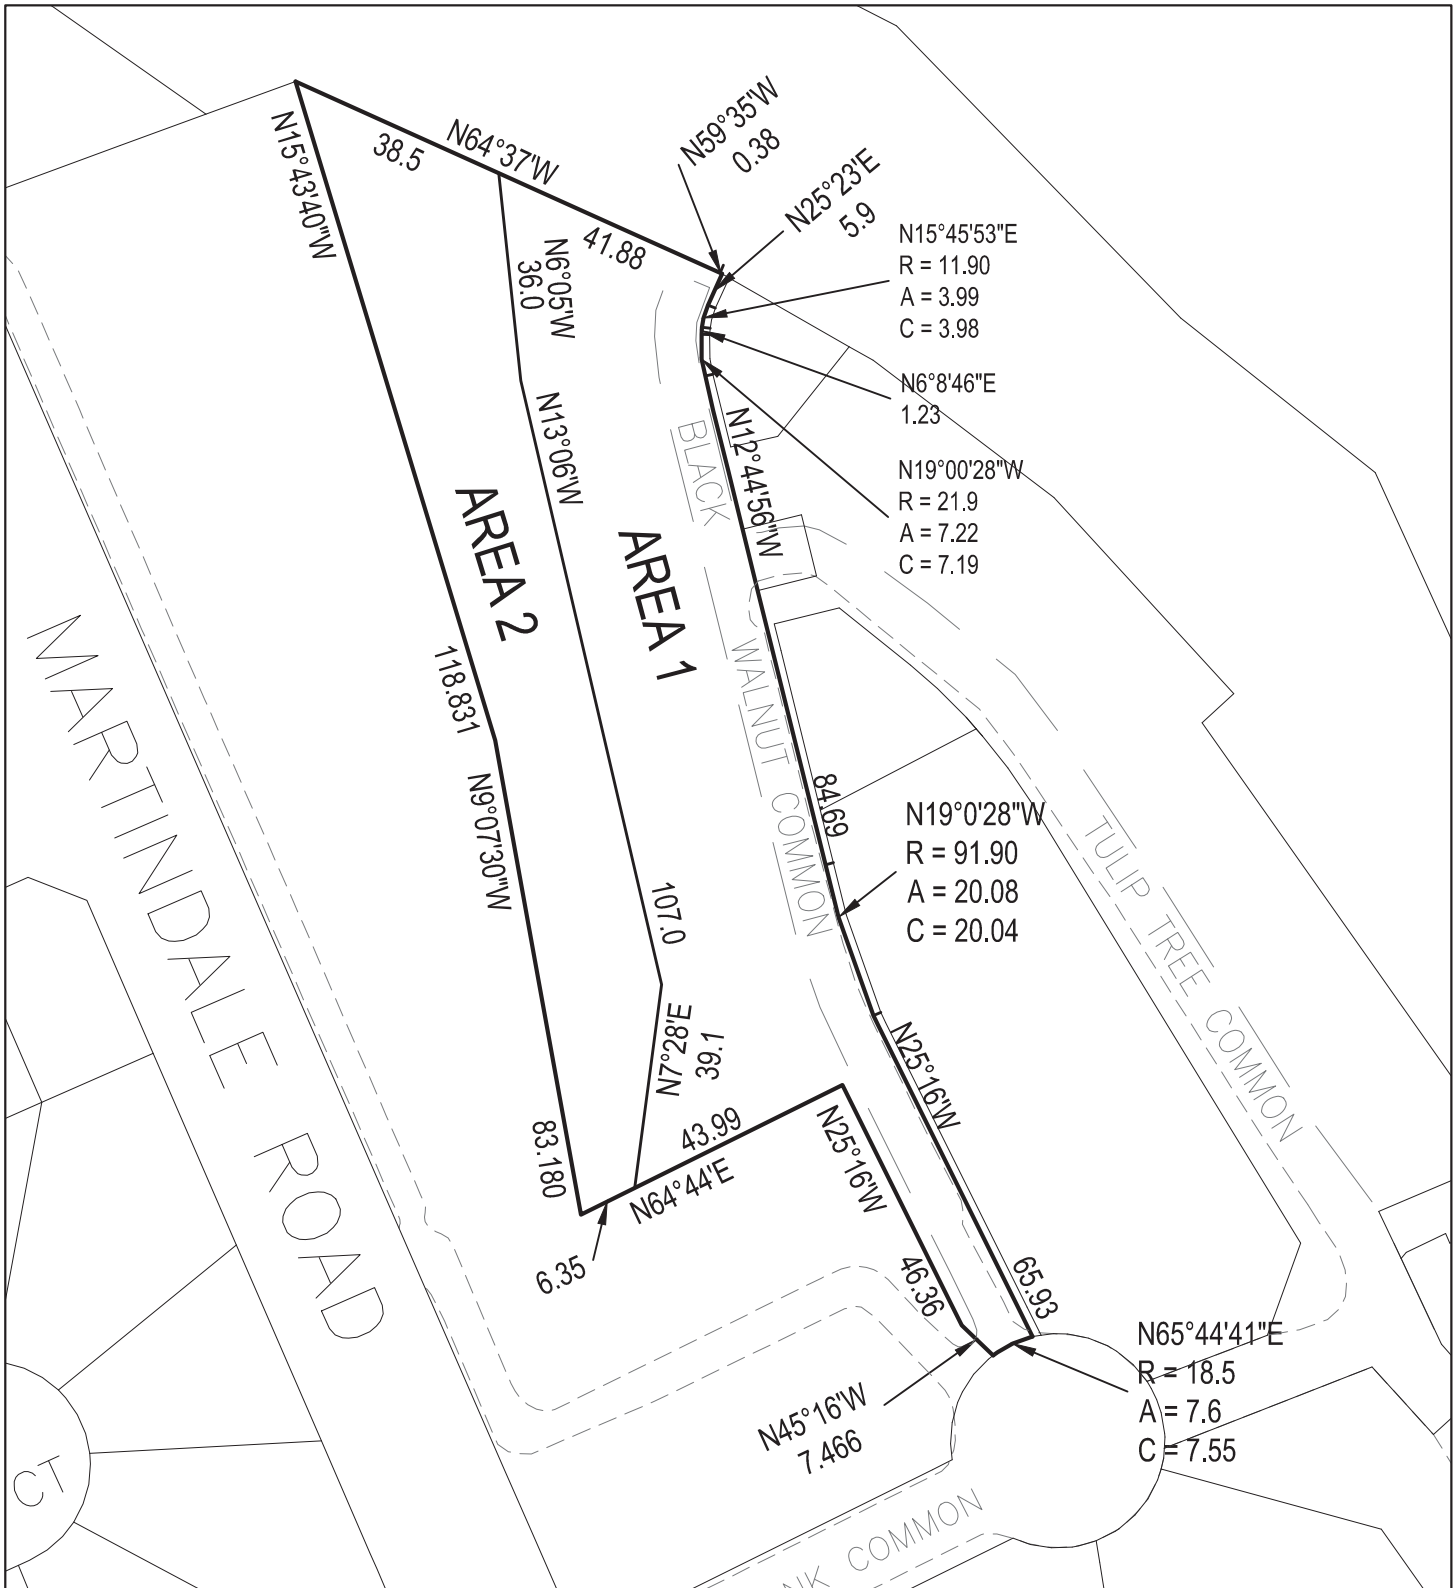 N59°35'W
0.38
N25°23'E
5.9
N15°43'40"W
38.5
N64°37'W
41.88
N6°05'W
36.0
N15°45'53"E
R = 11.90
A = 3.99
C = 3.98
N6°8'46"E
1.23
N19°00'28"W
R = 21.9
A = 7.22
C = 7.19
N13°06'W
N12°44'56"W
BLACK WALNUT COMMON
AREA 2
AREA 1
118.831
N9°07'30"W
84.69
N19°0'28"W
R = 91.90
A = 20.08
C = 20.04
TULIP TREE COMMON
MARTINDALE ROAD
107.0
N7°28'E
39.1
N25°16'W
83.180
43.99
N64°44'E
N25°16'W
6.35
46.36
65.93
N65°44'41"E
R = 18.5
A = 7.6
C = 7.55
N45°16'W
7.466
CT
NK COMMON